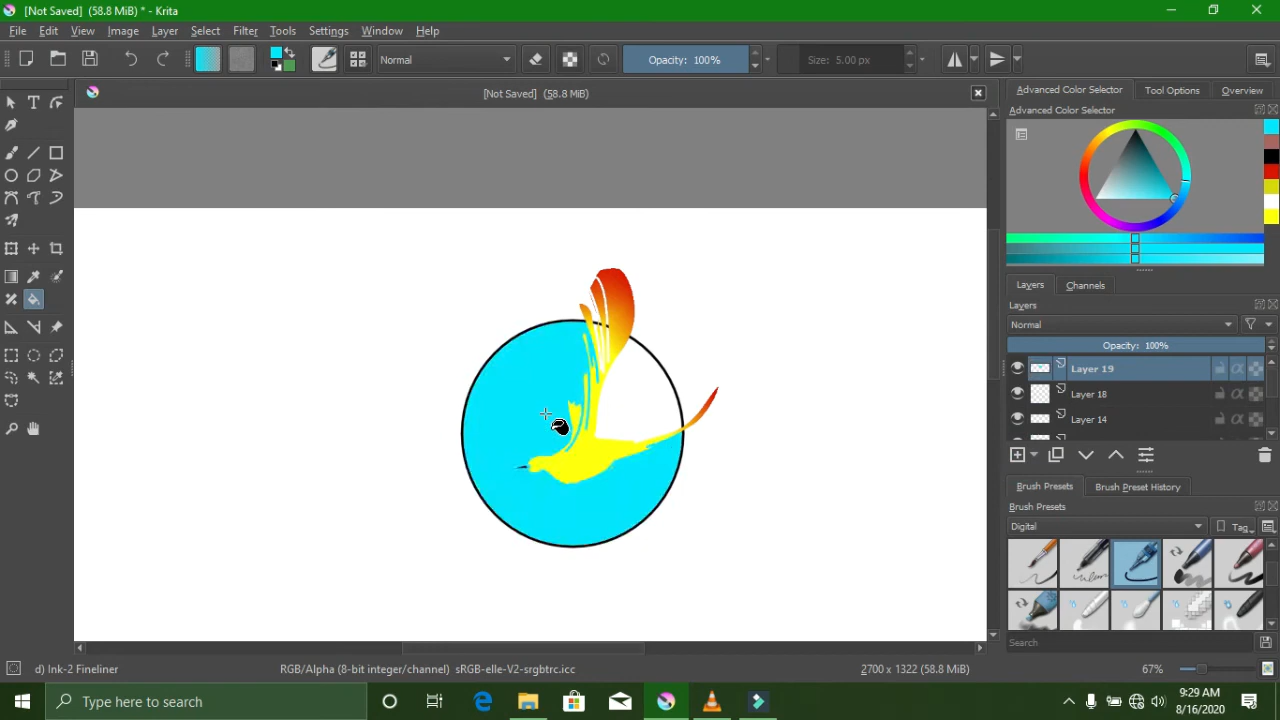 [Not Saved] (58.8 MiB) * - Krita
File Edit View Image Layer Select Filter Tools Settings Window Help
Normal
Opacity: 100%
Size: 5.00 px
[Not Saved] (58.8 MiB)
Advanced Color Selector
Tool Options
Overview
Advanced Color Selector
Layers
Channels
Layers
Normal
Opacity: 100%
Layer 19
Layer 18
Layer 14
Brush Presets
Brush Preset History
Brush Presets
Digital
Tag
Search
d) Ink-2 Fineliner
RGB/Alpha (8-bit integer/channel) sRGB-elle-V2-srgbtrc.icc
2700 x 1322 (58.8 MiB)
67%
Type here to search
9:29 AM
8/16/2020